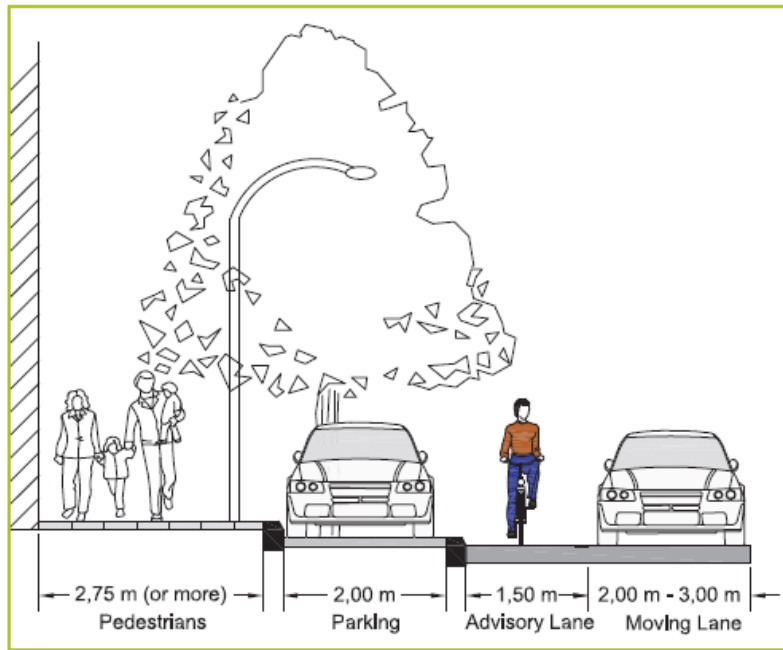 2,75 m (or more)
Pedestrians
2,00 m
Parking
1,50 m
Advisory Lane
2,00 m - 3,00 m
Moving Lane